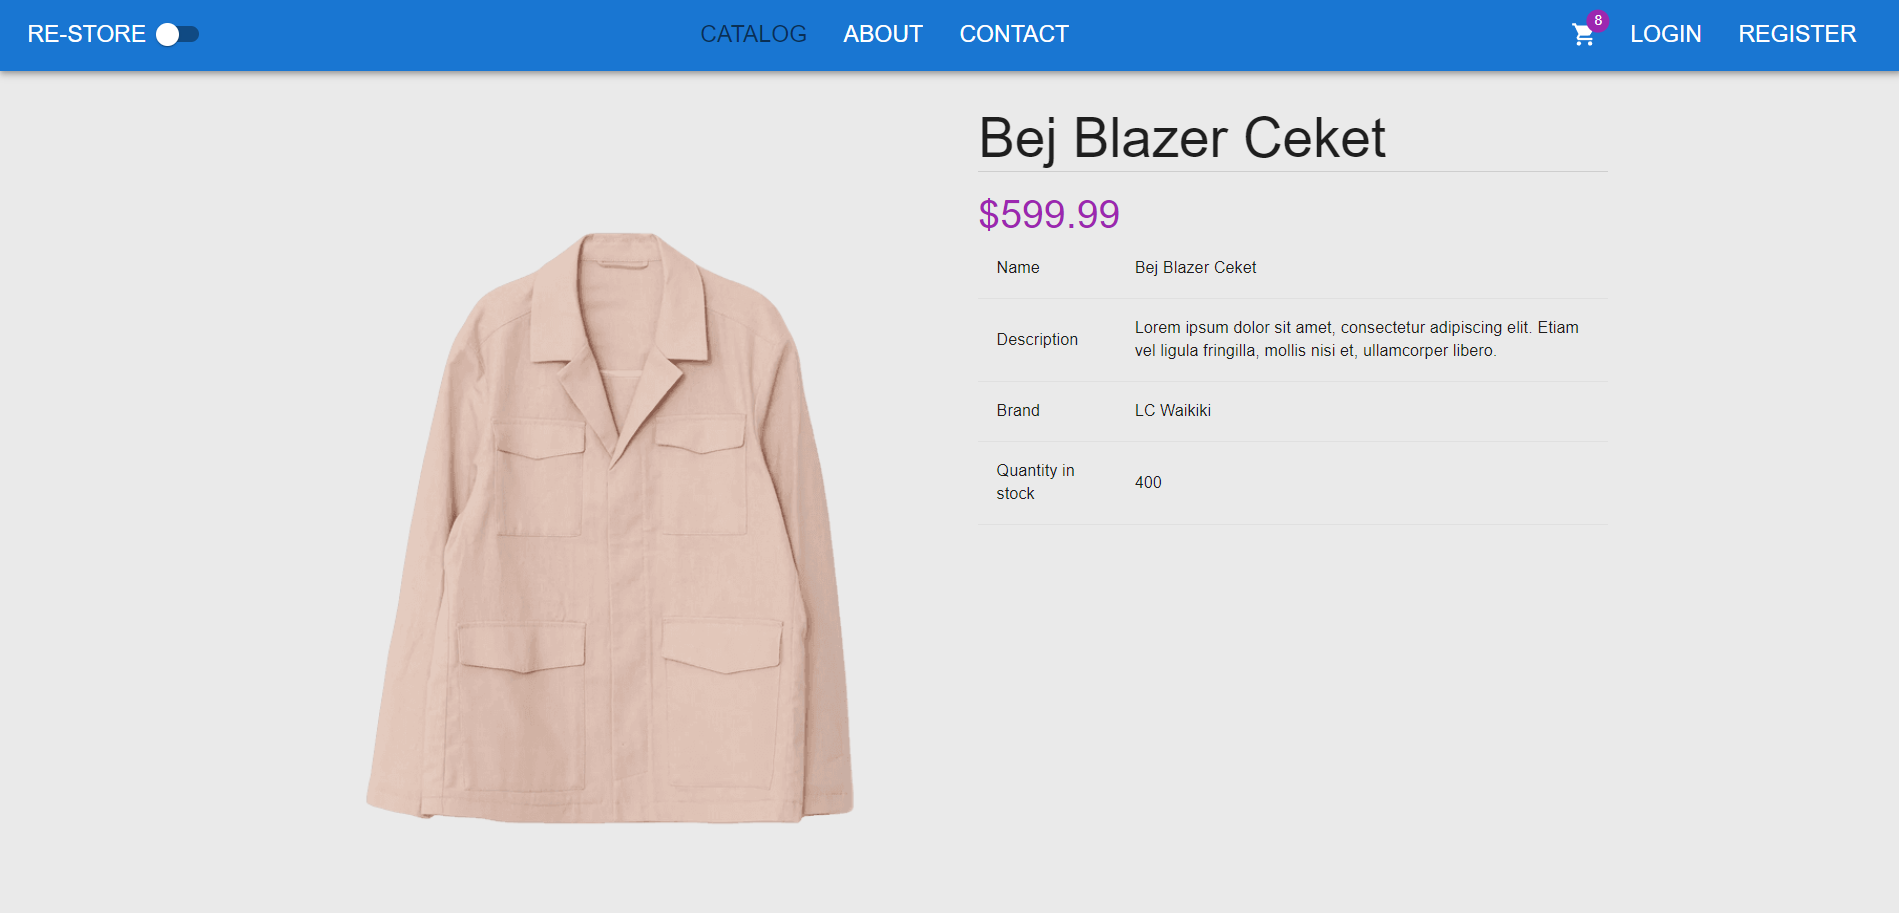 RE-STORE
CATALOG ABOUT CONTACT
8
LOGIN REGISTER
Bej Blazer Ceket
$599.99
Name Bej Blazer Ceket
Description
Lorem ipsum dolor sit amet, consectetur adipiscing elit. Etiam
vel ligula fringilla, mollis nisi et, ullamcorper libero.
Brand LC Waikiki
Quantity in
stock
400